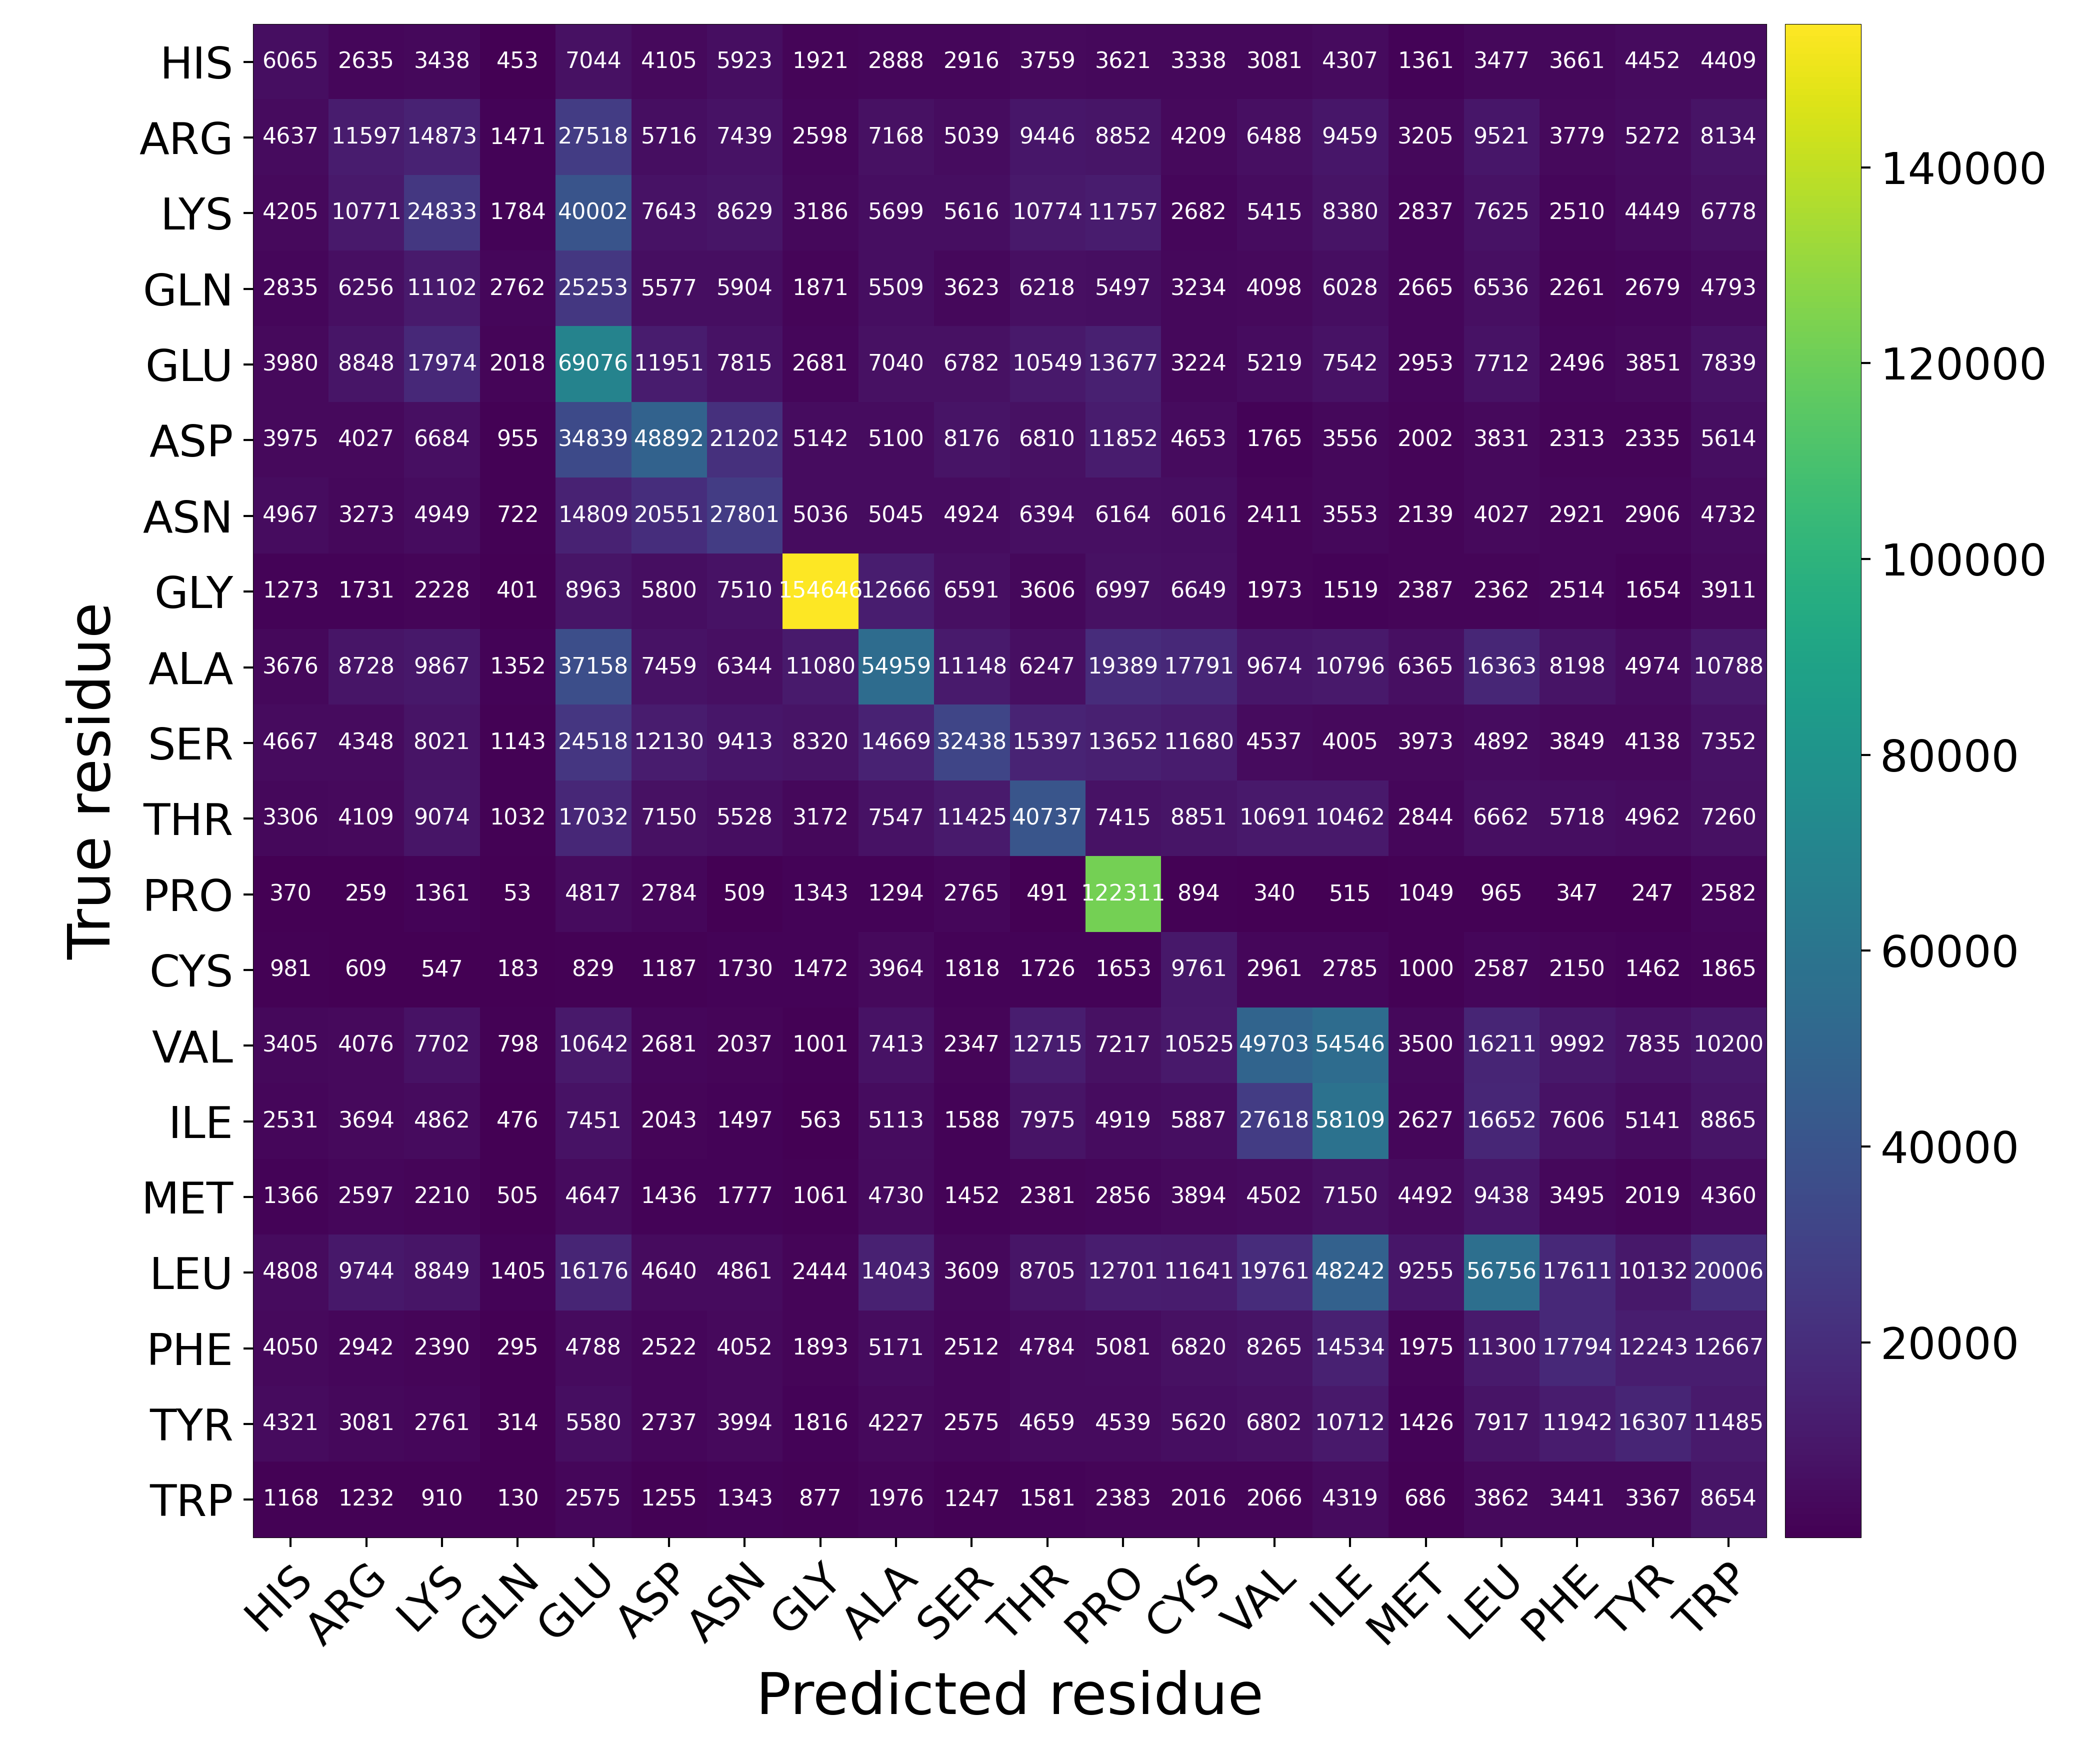 HIS 6065 2635 3438 453 7044 4105 5923 1921 2888 2916 3759 3621 3338 3081 4307 1361 3477 3661 4452 4409
ARG 4637 11597 14873 1471 27518 5716 7439 2598 7168 5039 9446 8852 4209 6488 9459 3205 9521 3779 5272 8134
LYS 4205 10771 24833 1784 40002 7643 8629 3186 5699 5616 10774 11757 2682 5415 8380 2837 7625 2510 4449 6778
GLN 2835 6256 11102 2762 25253 5577 5904 1871 5509 3623 6218 5497 3234 4098 6028 2665 6536 2261 2679 4793
GLU 3980 8848 17974 2018 69076 11951 7815 2681 7040 6782 10549 13677 3224 5219 7542 2953 7712 2496 3851 7839
ASP 3975 4027 6684 955 34839 48892 21202 5142 5100 8176 6810 11852 4653 1765 3556 2002 3831 2313 2335 5614
ASN 4967 3273 4949 722 14809 20551 27801 5036 5045 4924 6394 6164 6016 2411 3553 2139 4027 2921 2906 4732
GLY 1273 1731 2228 401 8963 5800 7510 154646 12666 6591 3606 6997 6649 1973 1519 2387 2362 2514 1654 3911
ALA 3676 8728 9867 1352 37158 7459 6344 11080 54959 11148 6247 19389 17791 9674 10796 6365 16363 8198 4974 10788
SER 4667 4348 8021 1143 24518 12130 9413 8320 14669 32438 15397 13652 11680 4537 4005 3973 4892 3849 4138 7352
THR 3306 4109 9074 1032 17032 7150 5528 3172 7547 11425 40737 7415 8851 10691 10462 2844 6662 5718 4962 7260
PRO 370 259 1361 53 4817 2784 509 1343 1294 2765 491 122311 894 340 515 1049 965 347 247 2582
CYS 981 609 547 183 829 1187 1730 1472 3964 1818 1726 1653 9761 2961 2785 1000 2587 2150 1462 1865
VAL 3405 4076 7702 798 10642 2681 2037 1001 7413 2347 12715 7217 10525 49703 54546 3500 16211 9992 7835 10200
ILE 2531 3694 4862 476 7451 2043 1497 563 5113 1588 7975 4919 5887 27618 58109 2627 16652 7606 5141 8865
MET 1366 2597 2210 505 4647 1436 1777 1061 4730 1452 2381 2856 3894 4502 7150 4492 9438 3495 2019 4360
LEU 4808 9744 8849 1405 16176 4640 4861 2444 14043 3609 8705 12701 11641 19761 48242 9255 56756 17611 10132 20006
PHE 4050 2942 2390 295 4788 2522 4052 1893 5171 2512 4784 5081 6820 8265 14534 1975 11300 17794 12243 12667
TYR 4321 3081 2761 314 5580 2737 3994 1816 4227 2575 4659 4539 5620 6802 10712 1426 7917 11942 16307 11485
TRP 1168 1232 910 130 2575 1255 1343 877 1976 1247 1581 2383 2016 2066 4319 686 3862 3441 3367 8654
HIS ARG LYS GLN GLU ASP ASN GLY ALA SER THR PRO CYS VAL ILE MET LEU PHE TYR TRP
Predicted residue
True residue
140000
120000
100000
80000
60000
40000
20000